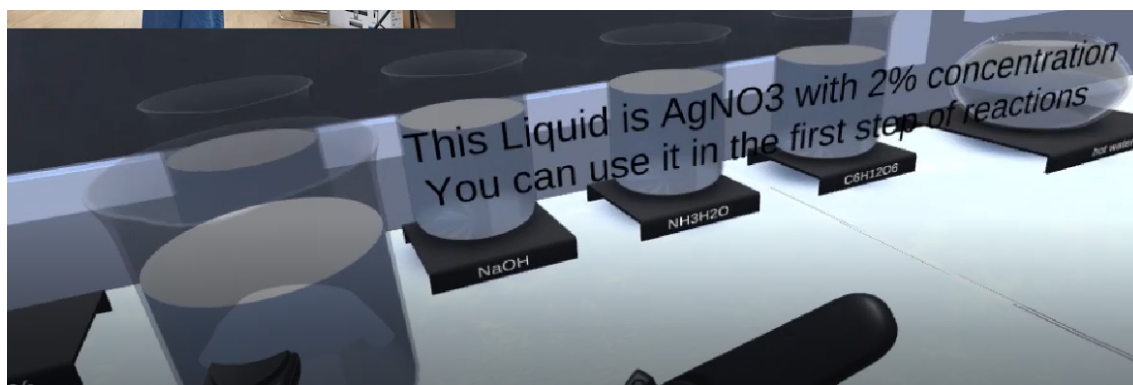 This Liquid is AgNO3 with 2% concentration
You can use it in the first step of reactions
hot water
C6H12O6
NH3H2O
NaOH